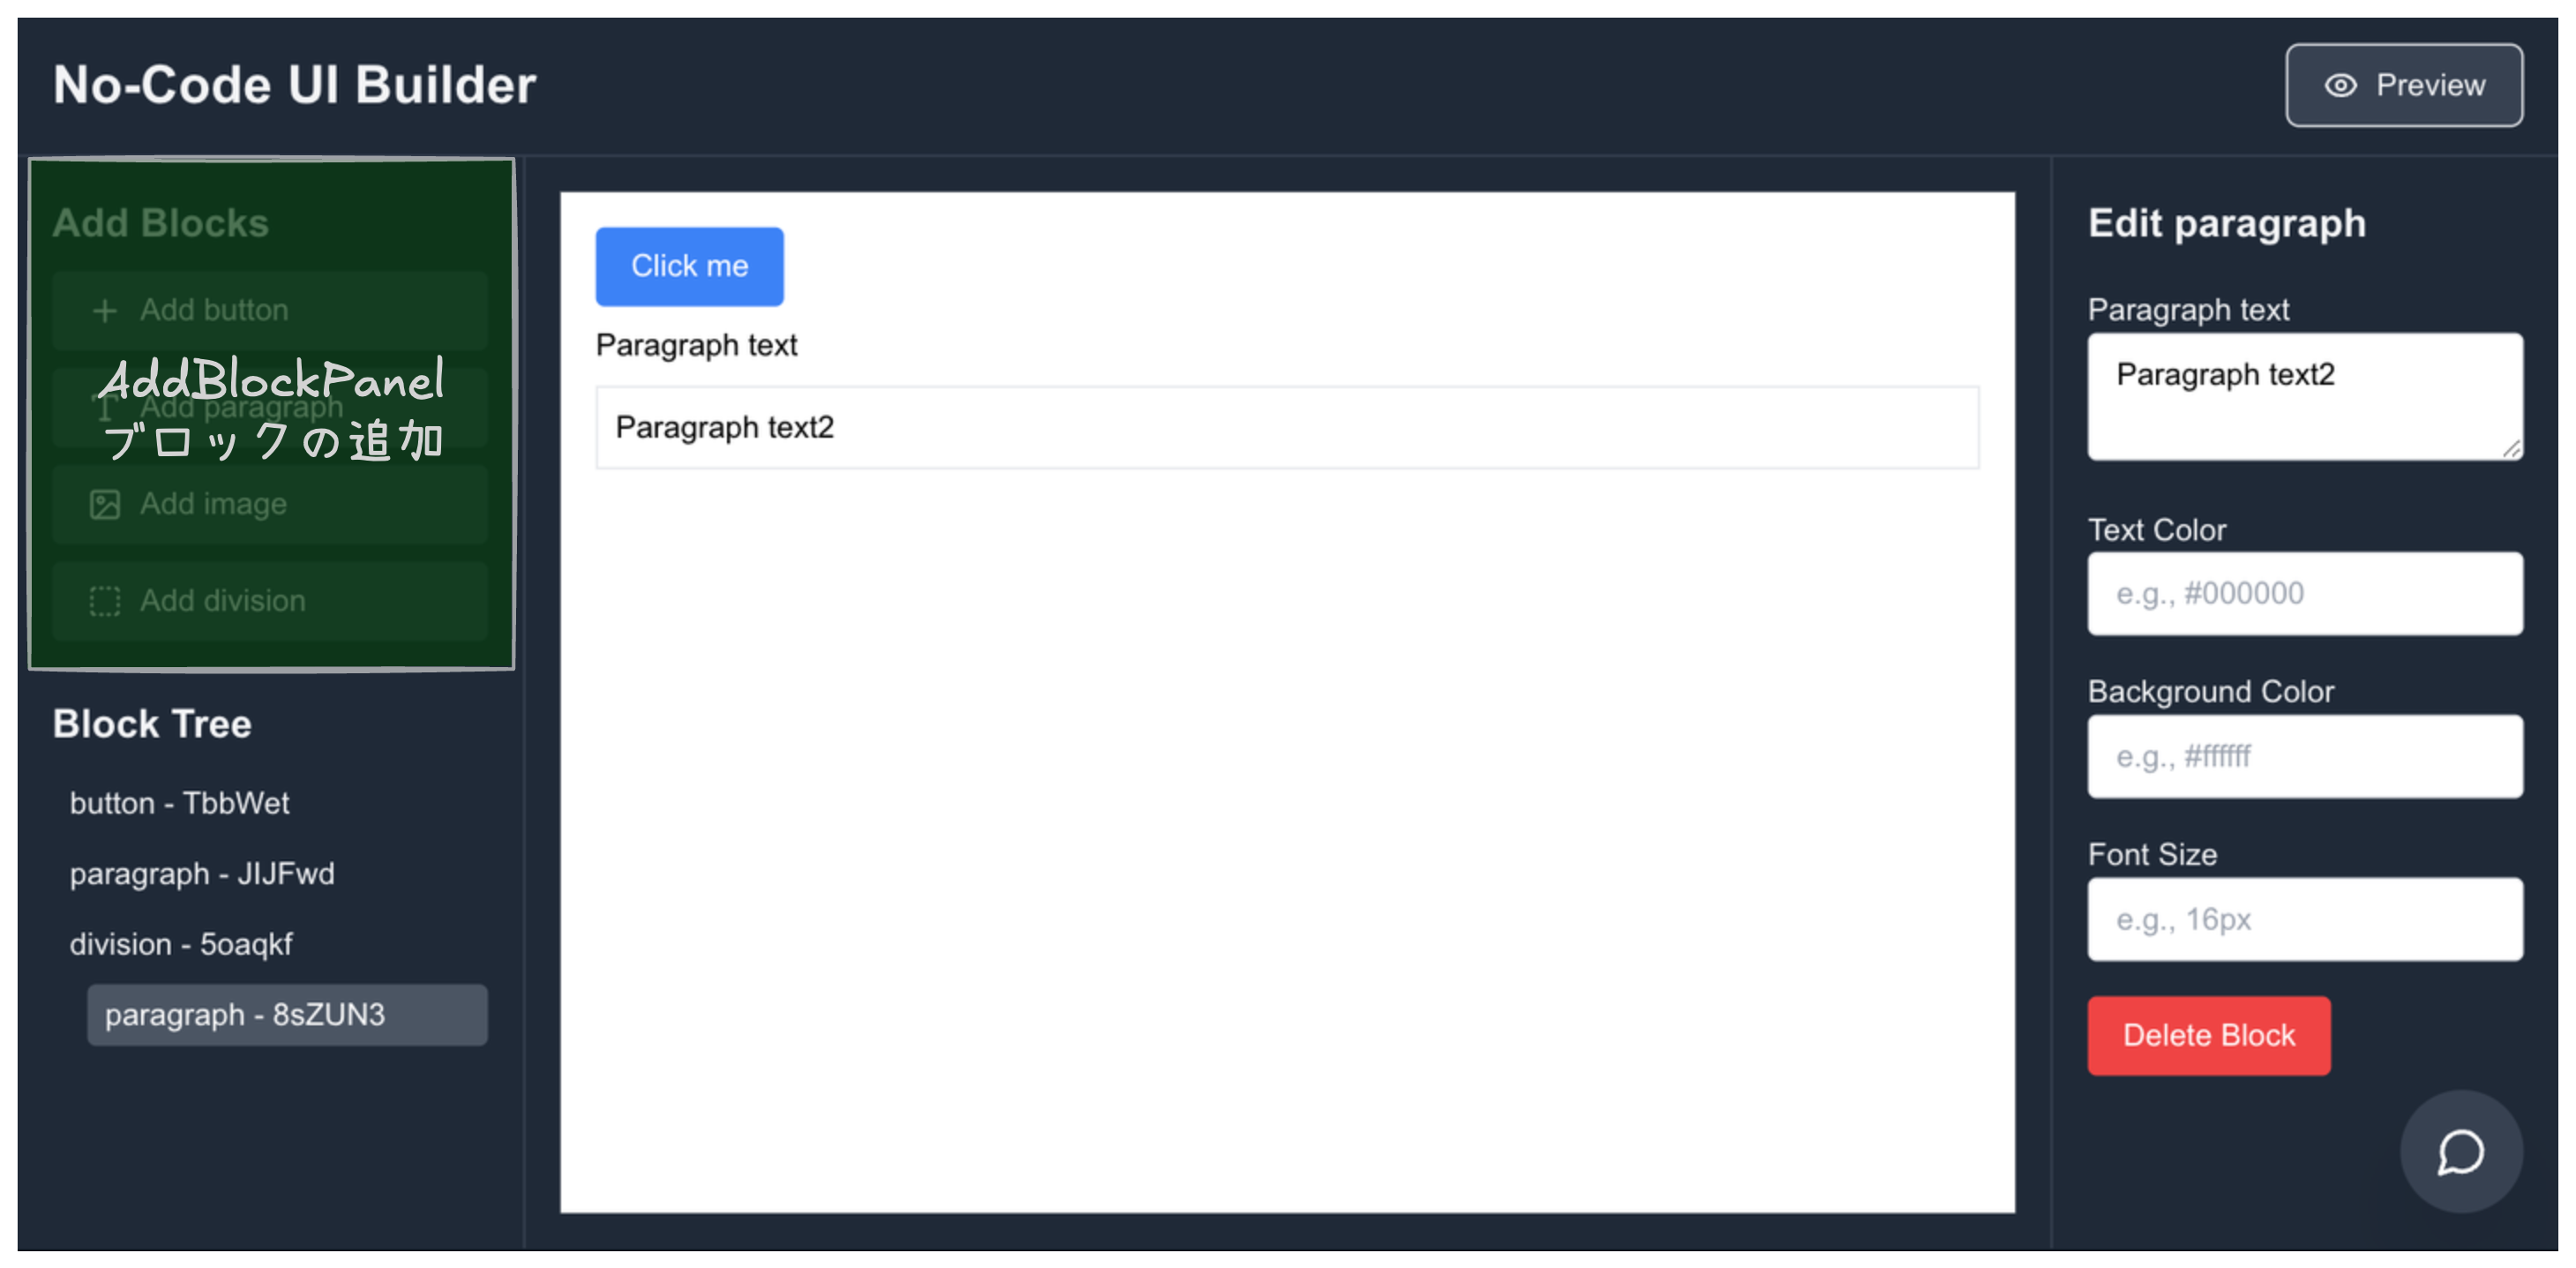 No-Code UI Builder
Preview
Add Blocks
Add button
AddBlockPanel
Add paragraph
ブロックの追加
Add image
Add division
Block Tree
button - TbbWet
paragraph - JIJFwd
division - 5oaqkf
paragraph - 8sZUN3
Click me
Paragraph text
Paragraph text2
Edit paragraph
Paragraph text
Paragraph text2
Text Color
e.g., #000000
Background Color
e.g., #ffffff
Font Size
e.g., 16px
Delete Block